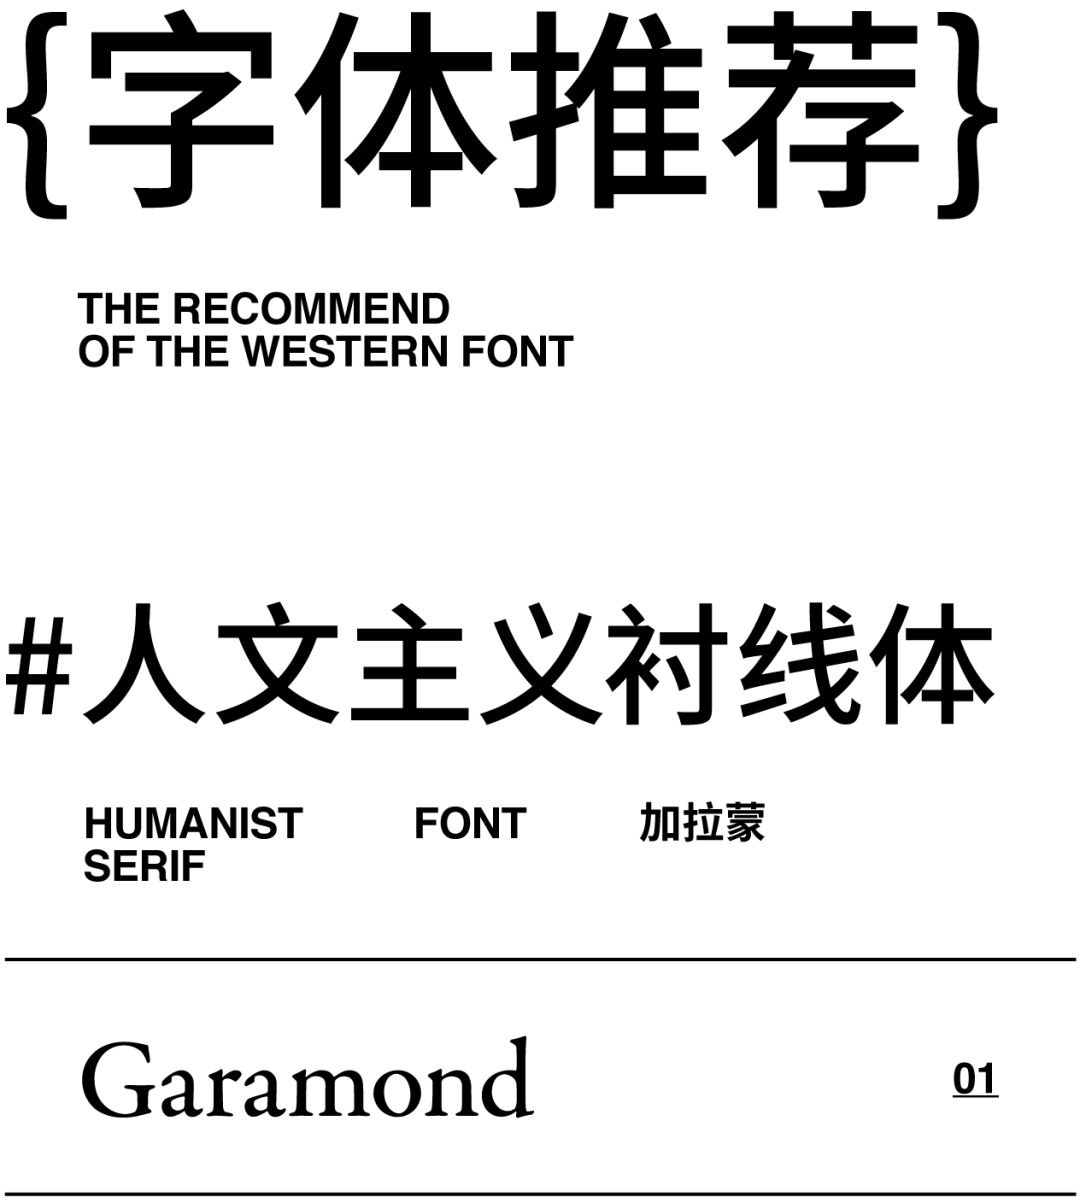 {字体推荐}
THE RECOMMEND
OF THE WESTERN FONT
#人文主义衬线体
HUMANIST SERIF
FONT
加拉蒙
Garamond
01